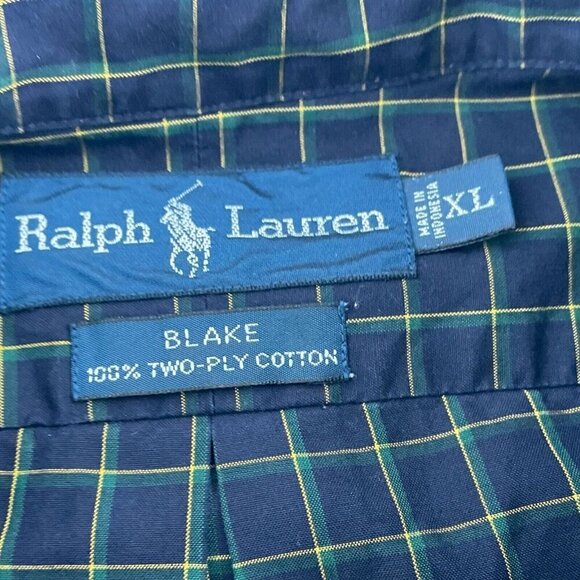 Ralph Lauren
MADE IN
INDONESIA
XL
BLAKE
100% TWO-PLY COTTON